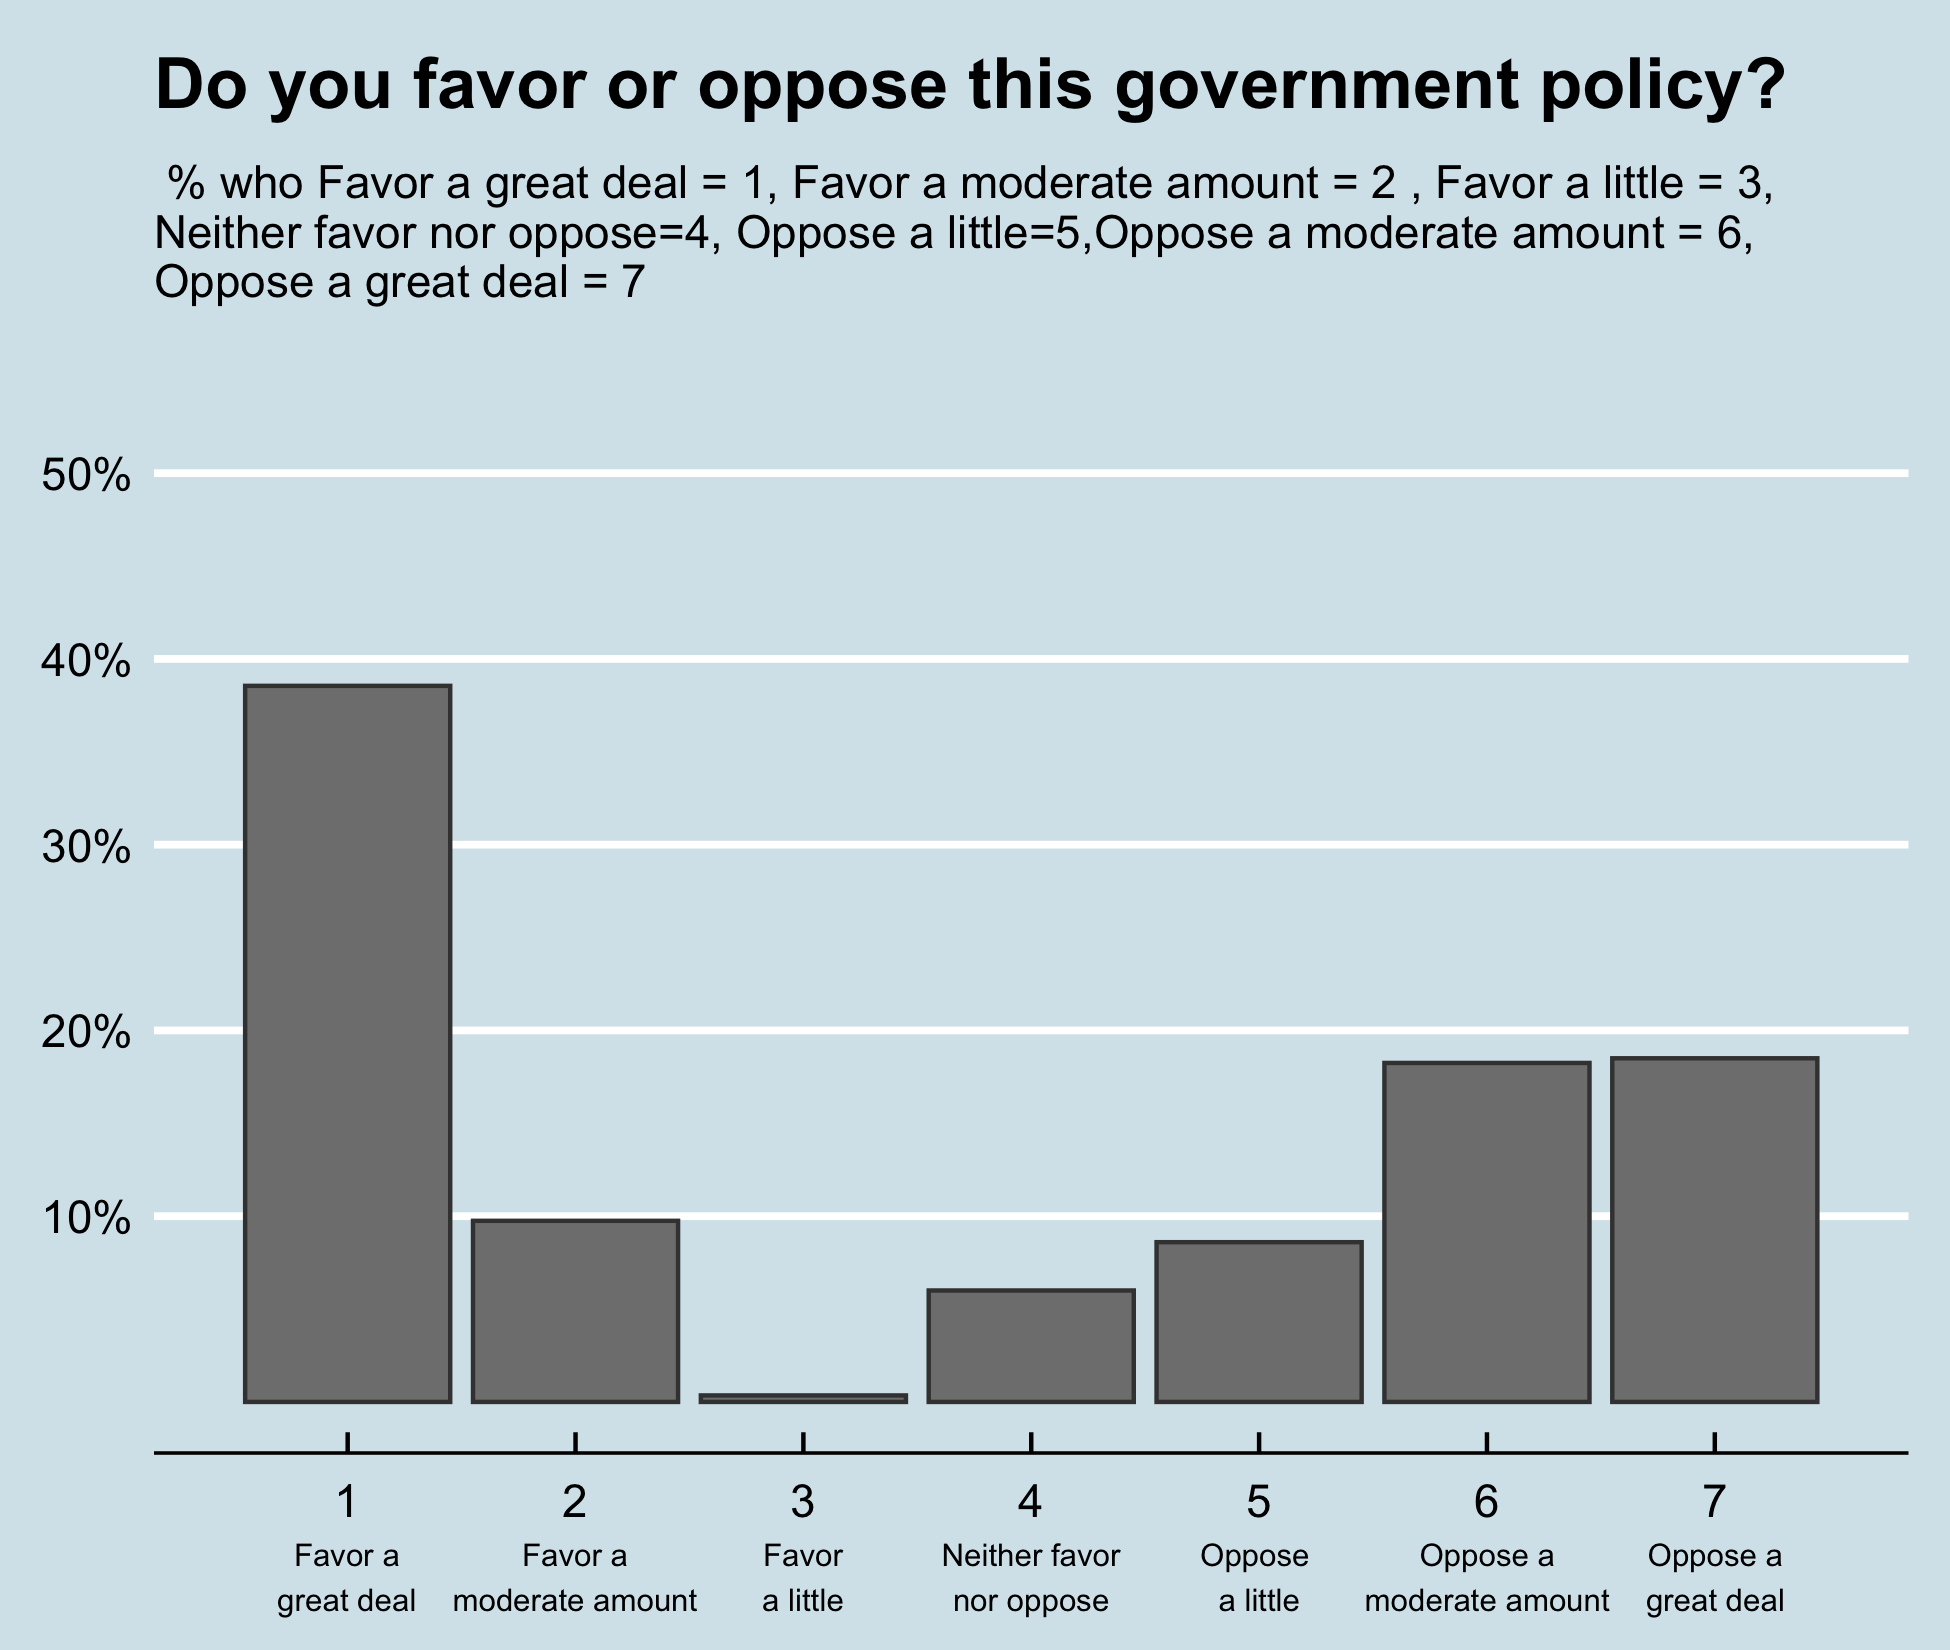 Do you favor or oppose this government policy?
% who Favor a great deal = 1, Favor a moderate amount = 2 , Favor a little = 3,
Neither favor nor oppose=4, Oppose a little=5,Oppose a moderate amount = 6,
Oppose a great deal = 7
50%
40%
30%
20%
10%
1 2 3 4 5 6 7
Favor a Favor a Favor Neither favor Oppose Oppose a Oppose a
great deal moderate amount a little nor oppose a little moderate amount great deal